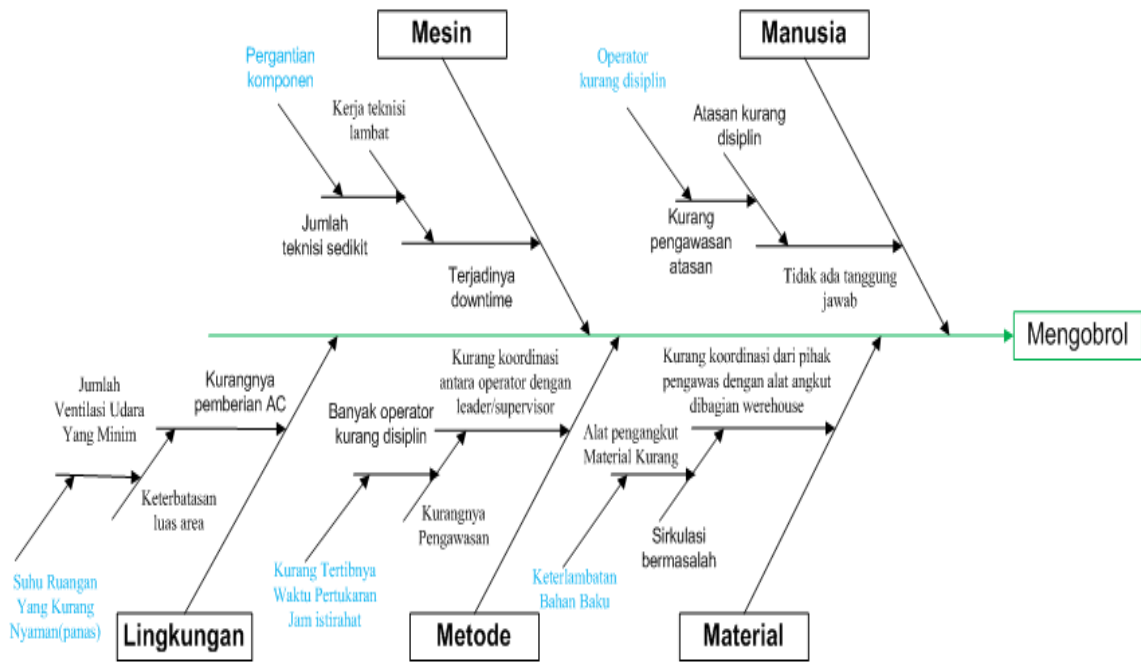 Mesin
Manusia
Pergantian
komponen
Kerja teknisi
lambat
Jumlah
teknisi sedikit
Terjadinya
downtime
Operator
kurang disiplin
Atasan kurang
disiplin
Kurang
pengawasan
atasan
Tidak ada tanggung
jawab
Mengobrol
Jumlah
Ventilasi Udara
Yang Minim
Kurangnya
pemberian AC
Keterbatasan
luas area
Suhu Ruangan
Yang Kurang
Nyaman(panas)
Kurang koordinasi
antara operator dengan
leader/supervisor
Banyak operator
kurang disiplin
Kurangnya
Pengawasan
Kurang Tertibnya
Waktu Pertukaran
Jam istirahat
Kurang koordinasi dari pihak
pengawas dengan alat angkut
dibagian werehouse
Alat pengangkut
Material Kurang
Sirkulasi
bermasalah
Keterlambatan
Bahan Baku
Lingkungan
Metode
Material